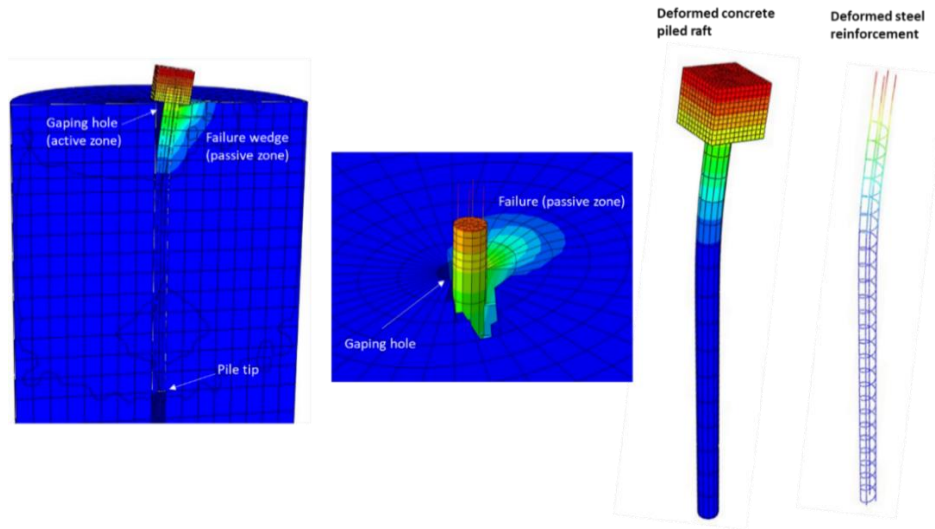 Gaping hole
(active zone)
Failure wedge
(passive zone)
Pile tip
Failure (passive zone)
Gaping hole
Deformed concrete
piled raft
Deformed steel
reinforcement